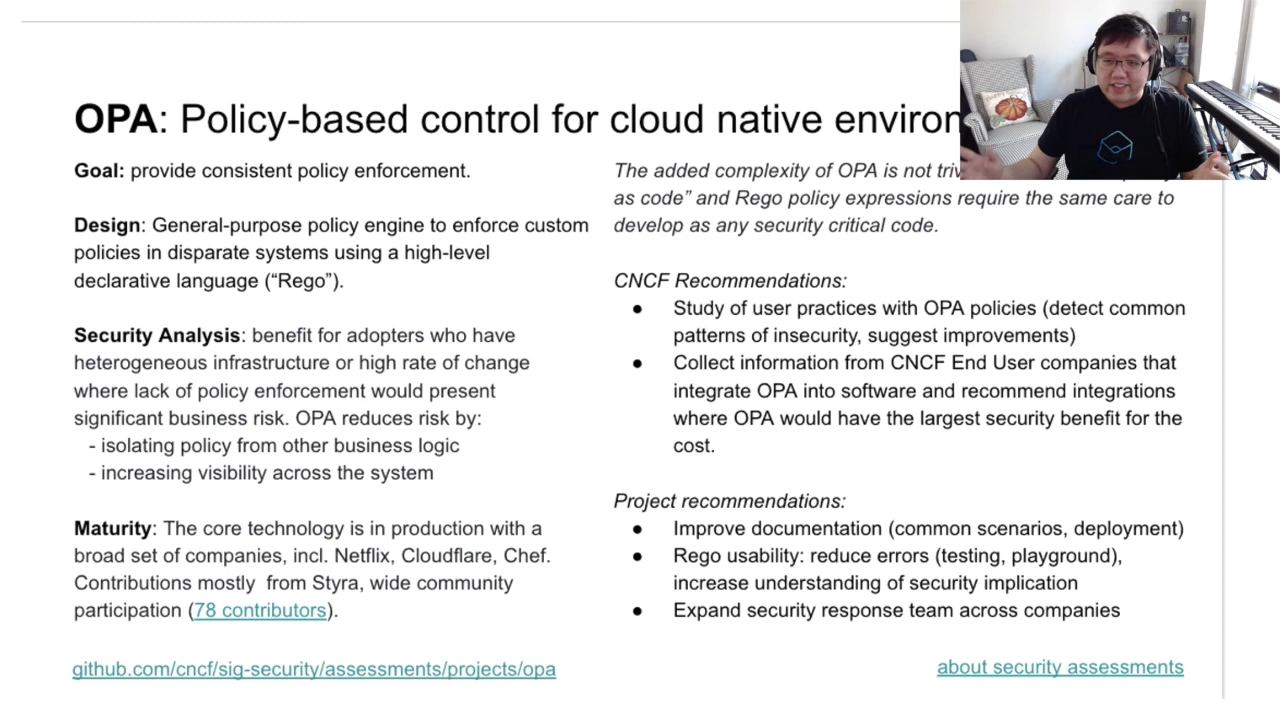 OPA: Policy-based control for cloud native
Goal: provide consistent policy enforcement.
Design: General-purpose policy engine to enforce custom
policies in disparate systems using a high-level
declarative language (“Rego”).
Security Analysis: benefit for adopters who have
heterogeneous infrastructure or high rate of change
where lack of policy enforcement would present
significant business risk. OPA reduces risk by:
- isolating policy from other business logic
- increasing visibility across the system
Maturity: The core technology is in production with a
broad set of companies, incl. Netflix, Cloudflare, Chef.
Contributions mostly from Styra, wide community
participation (78 contributors).
github.com/cncf/sig-security/assessments/projects/opa
The added complexity of OPA is not
as code” and Rego policy expressions require the same care to
develop as any security critical code.
CNCF Recommendations:
● Study of user practices with OPA policies (detect common
patterns of insecurity, suggest improvements)
● Collect information from CNCF End User companies that
integrate OPA into software and recommend integrations
where OPA would have the largest security benefit for the
cost.
Project recommendations:
● Improve documentation (common scenarios, deployment)
● Rego usability: reduce errors (testing, playground),
increase understanding of security implication
● Expand security response team across companies
about security assessments